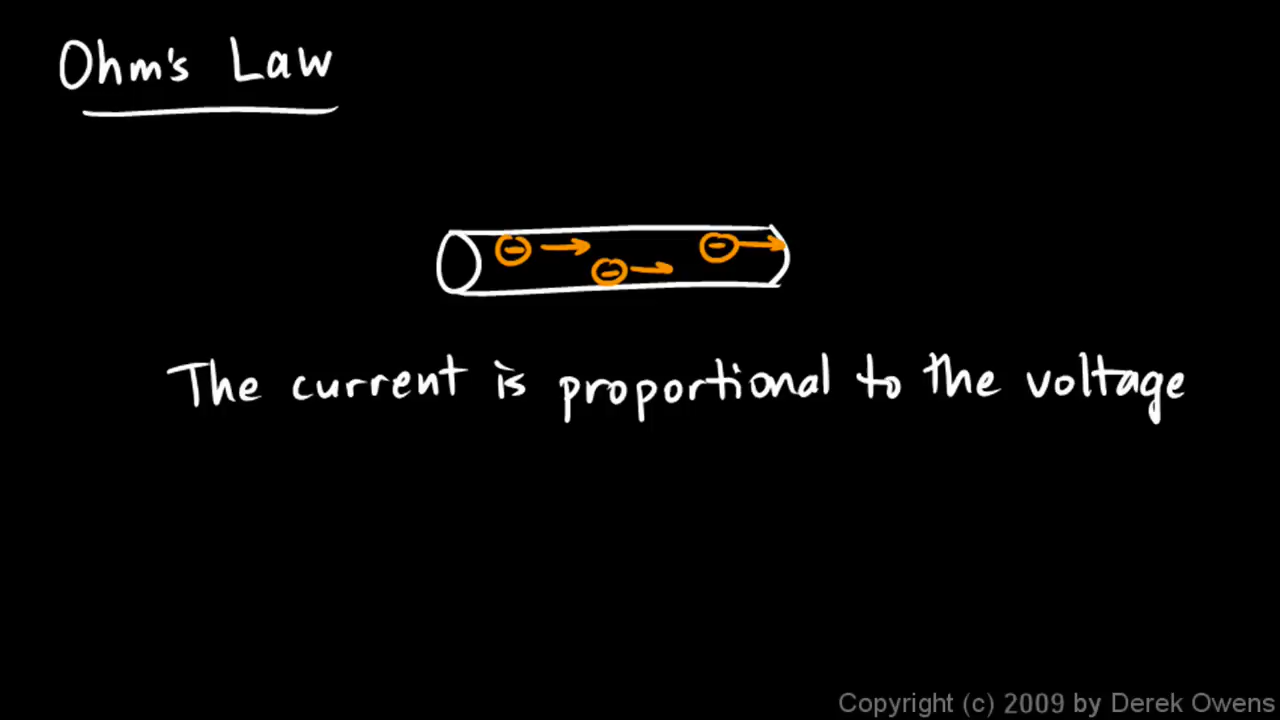 Ohm's Law
The current is proportional to the voltage
Copyright (c) 2009 by Derek Owens